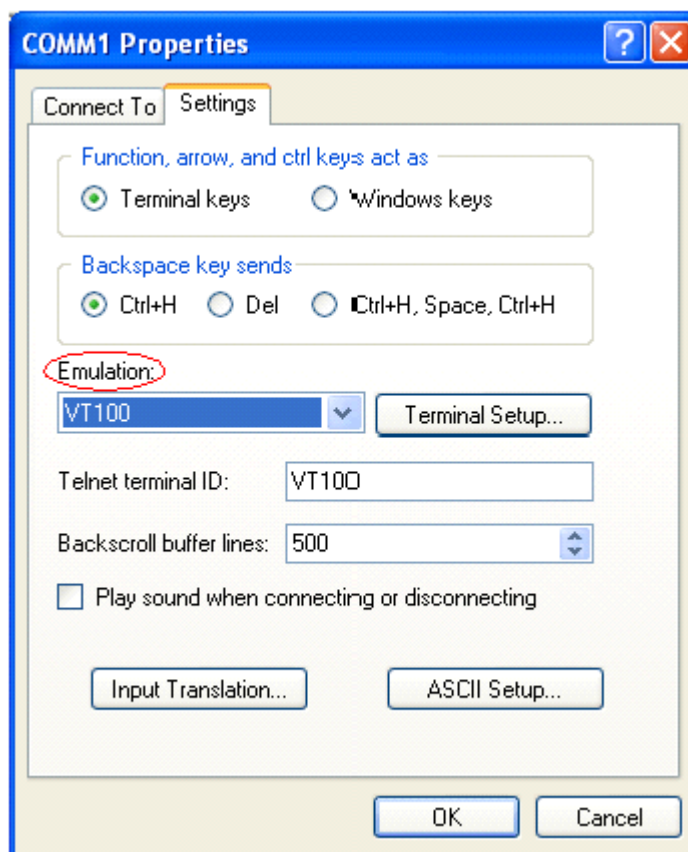 COMM1 Properties
Connect To Settings
Function, arrow, and ctrl keys act as
Terminal keys Windows keys
Backspace key sends
Ctrl+H Del Ctrl+H, Space, Ctrl+H
Emulation:
VT100 Terminal Setup...
Telnet terminal ID: VT100
Backscroll buffer lines: 500
Play sound when connecting or disconnecting
Input Translation... ASCII Setup...
OK Cancel